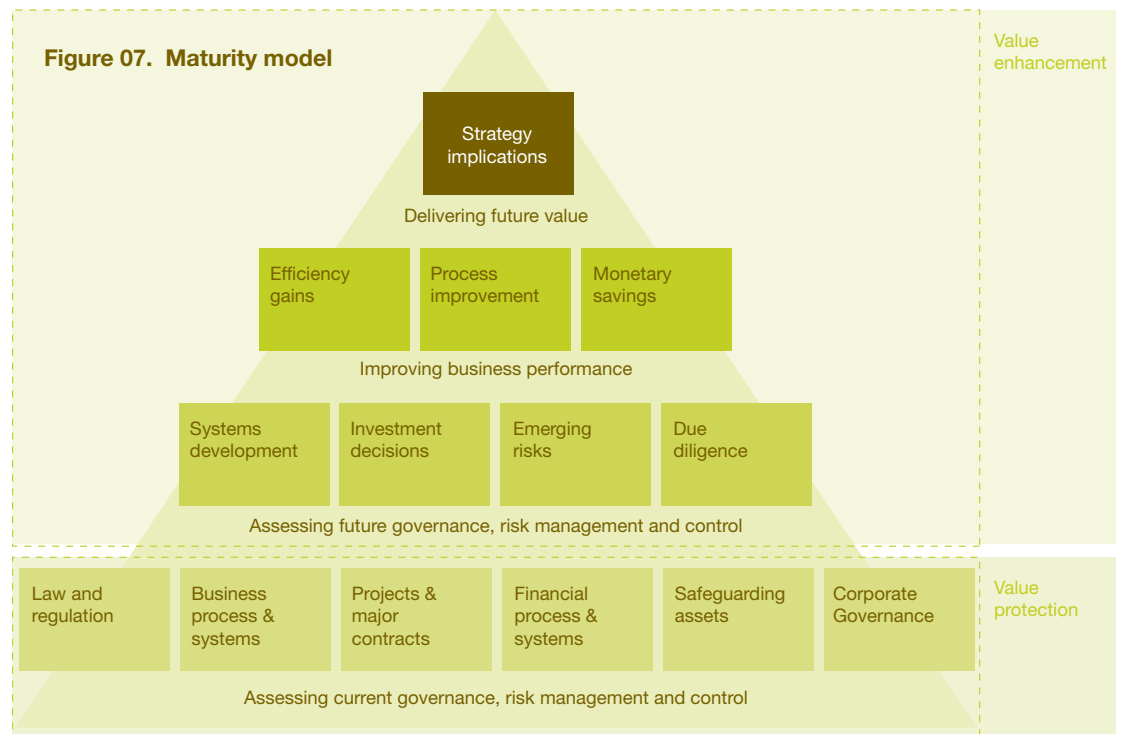 Figure 07. Maturity model
Value
enhancement
Strategy
implications
Delivering future value
Efficiency
gains
Process
improvement
Monetary
savings
Improving business performance
Systems
development
Investment
decisions
Emerging
risks
Due
diligence
Assessing future governance, risk management and control
Law and
regulation
Business
process &
systems
Projects &
major
contracts
Financial
process &
systems
Safeguarding
assets
Corporate
Governance
Value
protection
Assessing current governance, risk management and control